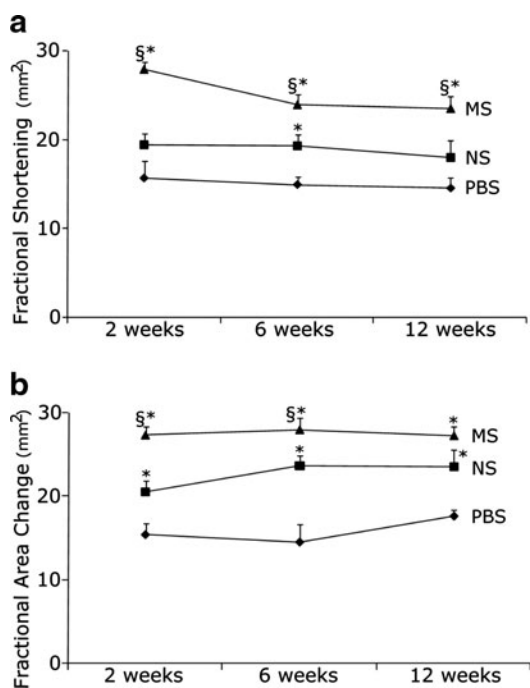 a
Fractional Shortening (mm²)
30
20
10
0
§*
§*
§*
MS
*
NS
PBS
2 weeks 6 weeks 12 weeks
b
Fractional Area Change (mm²)
30
20
10
0
§*
§*
*
MS
*
*
*
NS
PBS
2 weeks 6 weeks 12 weeks